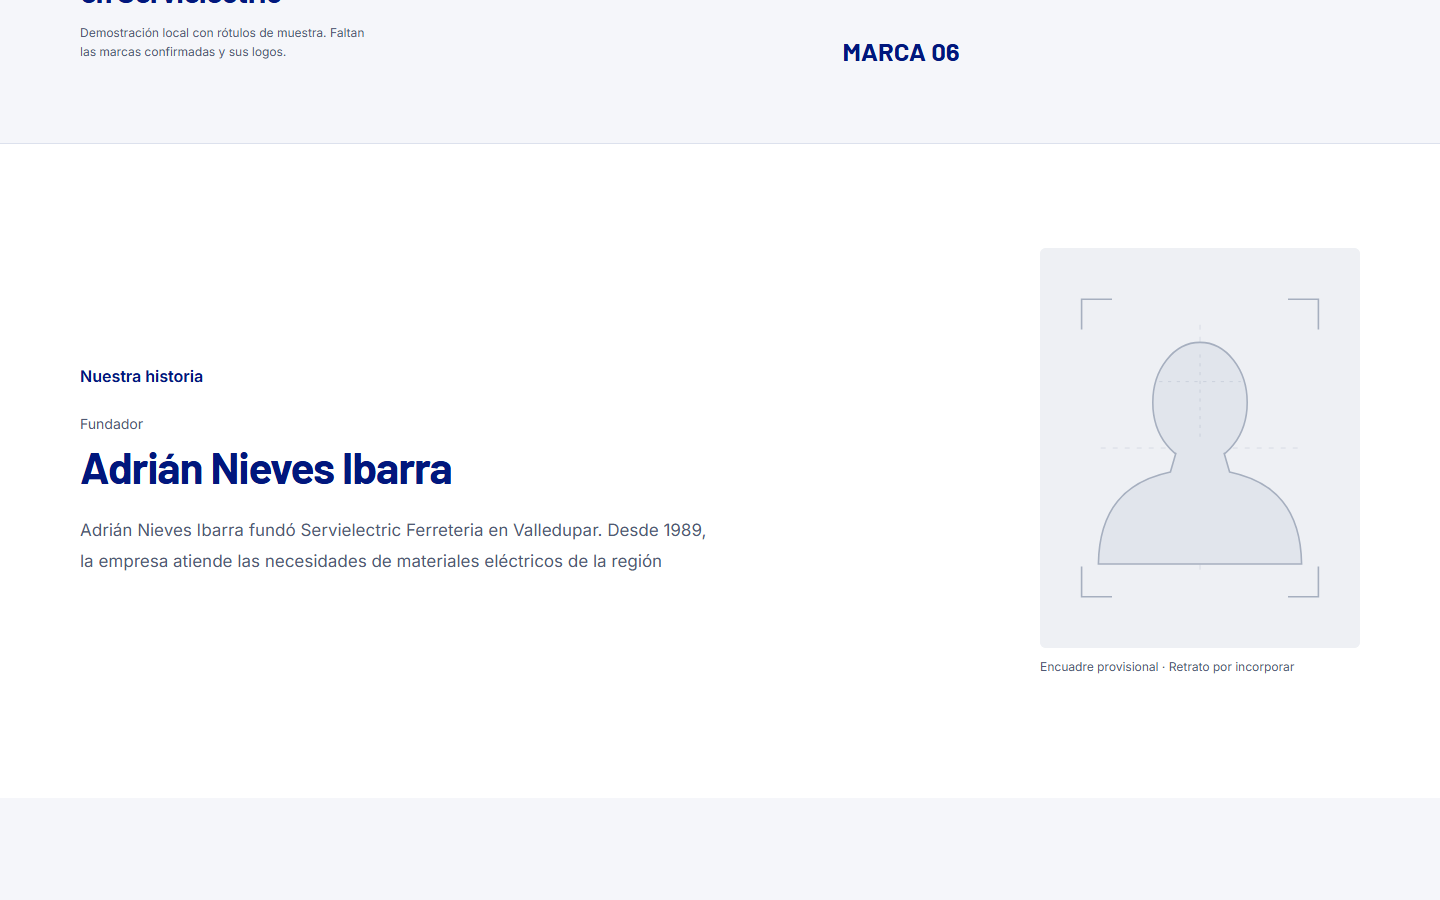 en Servielectric
Demostración local con rótulos de muestra. Faltan
las marcas confirmadas y sus logos.
MARCA 06
Nuestra historia
Fundador
Adrián Nieves Ibarra
Adrián Nieves Ibarra fundó Servielectric Ferreteria en Valledupar. Desde 1989,
la empresa atiende las necesidades de materiales eléctricos de la región
Encuadre provisional · Retrato por incorporar